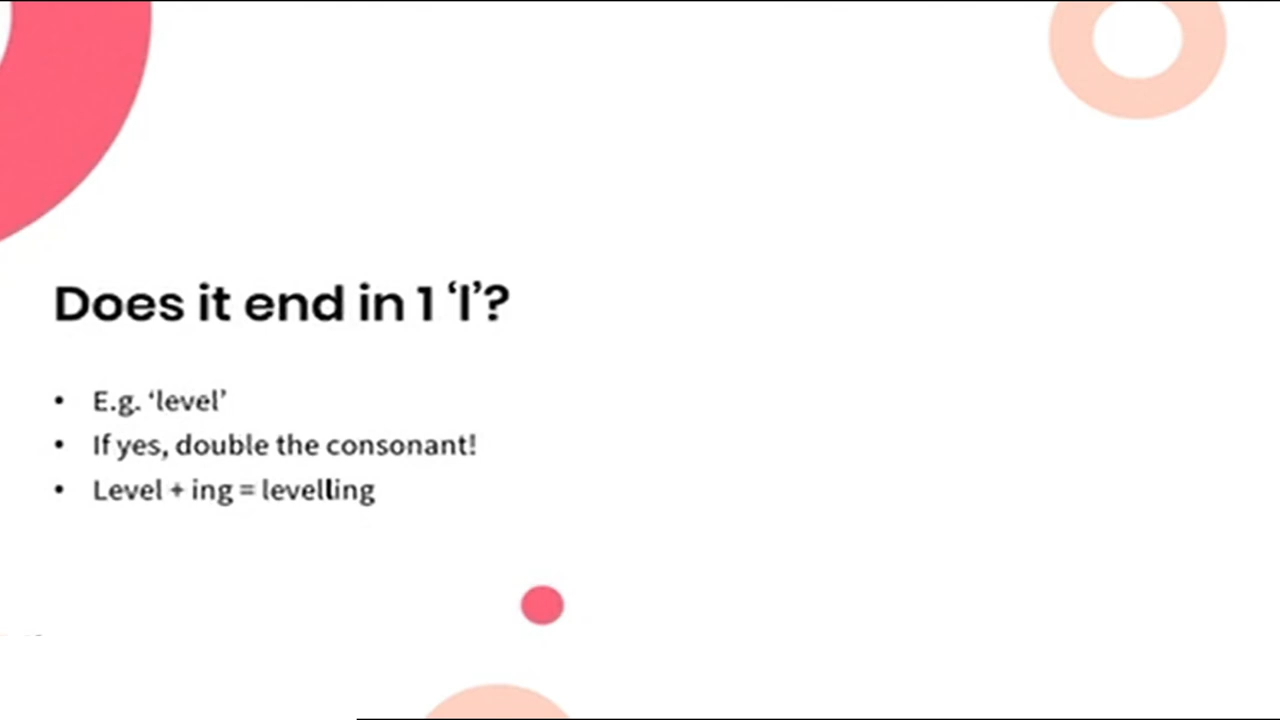 Does it end in 1 ‘l’?
• E.g. ‘level’
• If yes, double the consonant!
• Level + ing = levelling